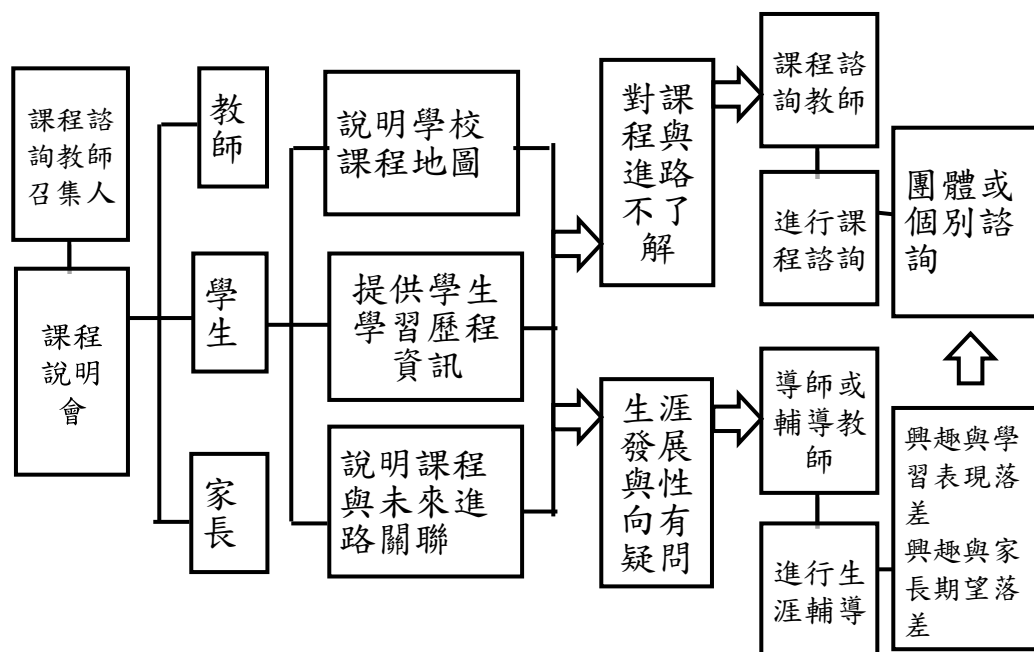 課程諮
詢教師
召集人
課程
說明
會
教
師
學
生
家
長
說明學校
課程地圖
提供學生
學習歷程
資訊
說明課程
與未來進
路關聯
對課
程與
進路
不了
解
生涯
發展
與性
向有
疑問
課程諮
詢教師
進行課
程諮詢
團體或
個別諮
詢
導師或
輔導教
師
進行生
涯輔導
興趣與學
習表現落
差
興趣與家
長期望落
差